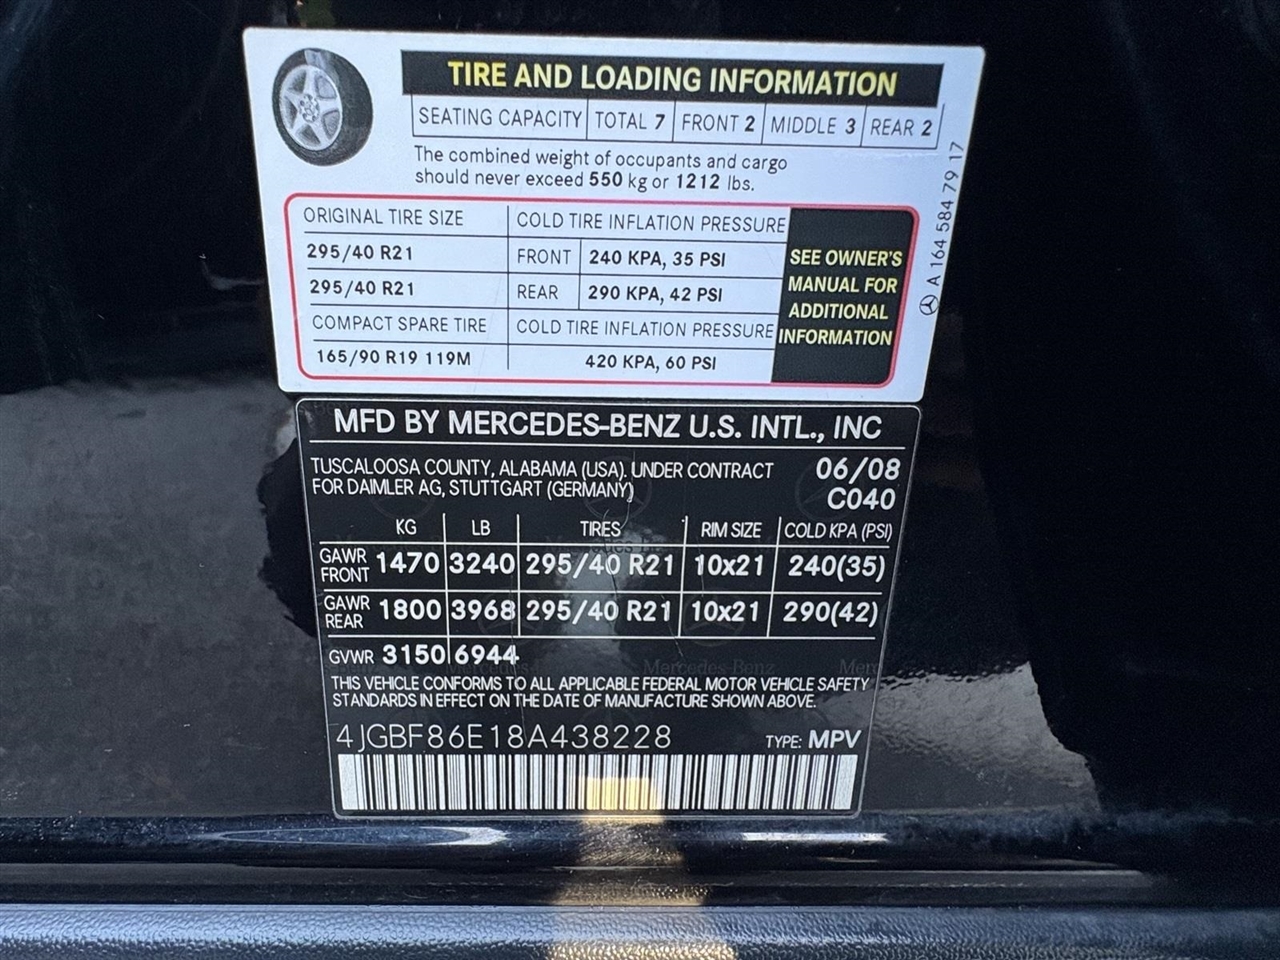 TIRE AND LOADING INFORMATION
SEATING CAPACITY TOTAL 7 FRONT 2 MIDDLE 3 REAR 2
The combined weight of occupants and cargo
should never exceed 550 kg or 1212 lbs.
ORIGINAL TIRE SIZE COLD TIRE INFLATION PRESSURE
295/40 R21 FRONT 240 KPA, 35 PSI
295/40 R21 REAR 290 KPA, 42 PSI
COMPACT SPARE TIRE COLD TIRE INFLATION PRESSURE
165/90 R19 119M 420 KPA, 60 PSI
SEE OWNER'S
MANUAL FOR
ADDITIONAL
INFORMATION
A 164 584 79 17
MFD BY MERCEDES-BENZ U.S. INTL., INC
TUSCALOOSA COUNTY, ALABAMA (USA), UNDER CONTRACT 06/08
FOR DAIMLER AG, STUTTGART (GERMANY) C040
KG LB TIRES RIM SIZE COLD KPA (PSI)
GAWR FRONT 1470 3240 295/40 R21 10x21 240(35)
GAWR REAR 1800 3968 295/40 R21 10x21 290(42)
GVWR 3150 6944
Mercedes-Benz
THIS VEHICLE CONFORMS TO ALL APPLICABLE FEDERAL MOTOR VEHICLE SAFETY
STANDARDS IN EFFECT ON THE DATE OF MANUFACTURE SHOWN ABOVE.
4JGBF86E18A438228 TYPE: MPV